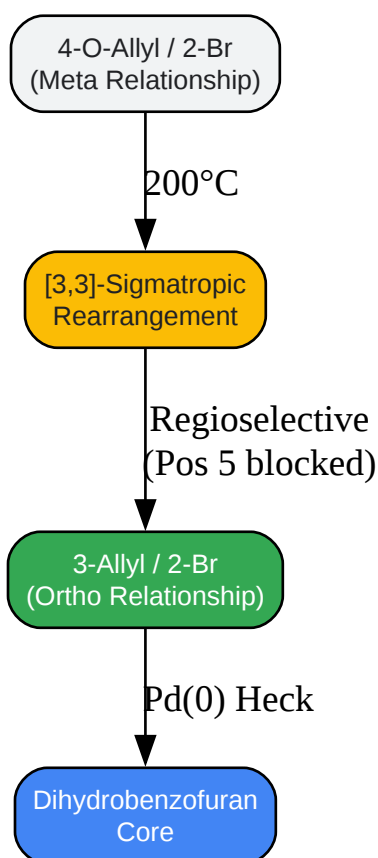 4-O-Allyl / 2-Br
(Meta Relationship)
200°C
[3,3]-Sigmatropic
Rearrangement
Regioselective
(Pos 5 blocked)
3-Allyl / 2-Br
(Ortho Relationship)
Pd(0) Heck
Dihydrobenzofuran
Core